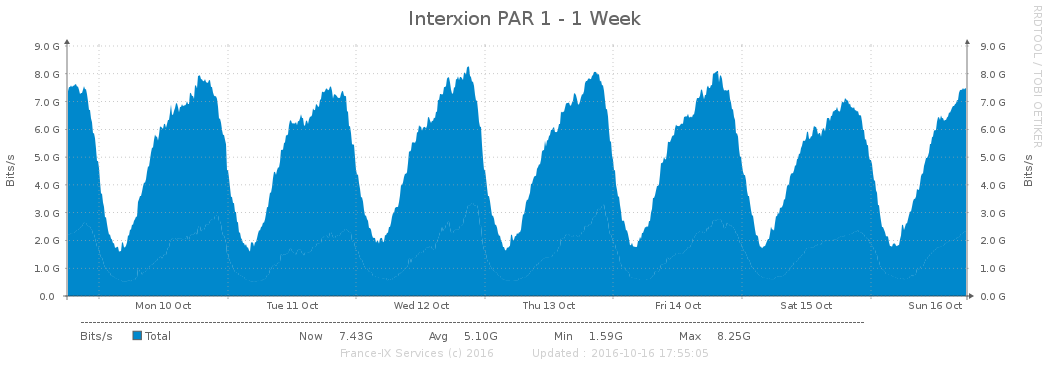 Interxion PAR 1 - 1 Week
RRDTOOL / TOBI OETIKER
Bits/s
9.0 G
8.0 G
7.0 G
6.0 G
5.0 G
4.0 G
3.0 G
2.0 G
1.0 G
0.0
9.0 G
8.0 G
7.0 G
6.0 G
5.0 G
4.0 G
3.0 G
2.0 G
1.0 G
0.0 G
Bits/s
Mon 10 Oct Tue 11 Oct Wed 12 Oct Thu 13 Oct Fri 14 Oct Sat 15 Oct Sun 16 Oct
Bits/s Total Now 7.43G Avg 5.10G Min 1.59G Max 8.25G
France-IX Services (c) 2016 Updated : 2016-10-16 17:55:05